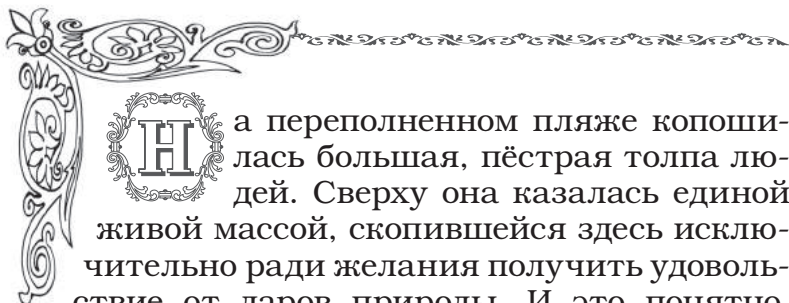 На переполненном пляже копоши-
лась большая, пёстрая толпа лю-
дей. Сверху она казалась единой
живой массой, скопившейся здесь исклю-
чительно ради желания получить удоволь-
ствие от даров природы. И это понятно.